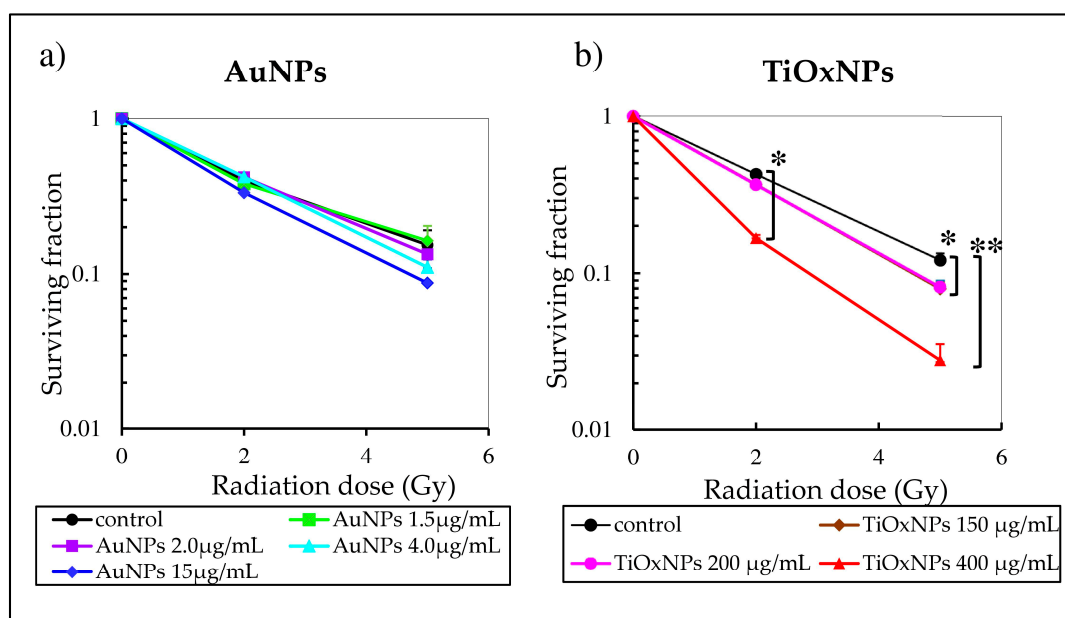 a)
AuNPs
Surviving fraction
1
0.1
0.01
0
2
4
6
Radiation dose (Gy)
control
AuNPs 1.5µg/mL
AuNPs 2.0µg/mL
AuNPs 4.0µg/mL
AuNPs 15µg/mL
b)
TiOxNPs
Surviving fraction
1
0.1
0.01
*
*
**
0
2
4
6
Radiation dose (Gy)
control
TiOxNPs 150 µg/mL
TiOxNPs 200 µg/mL
TiOxNPs 400 µg/mL